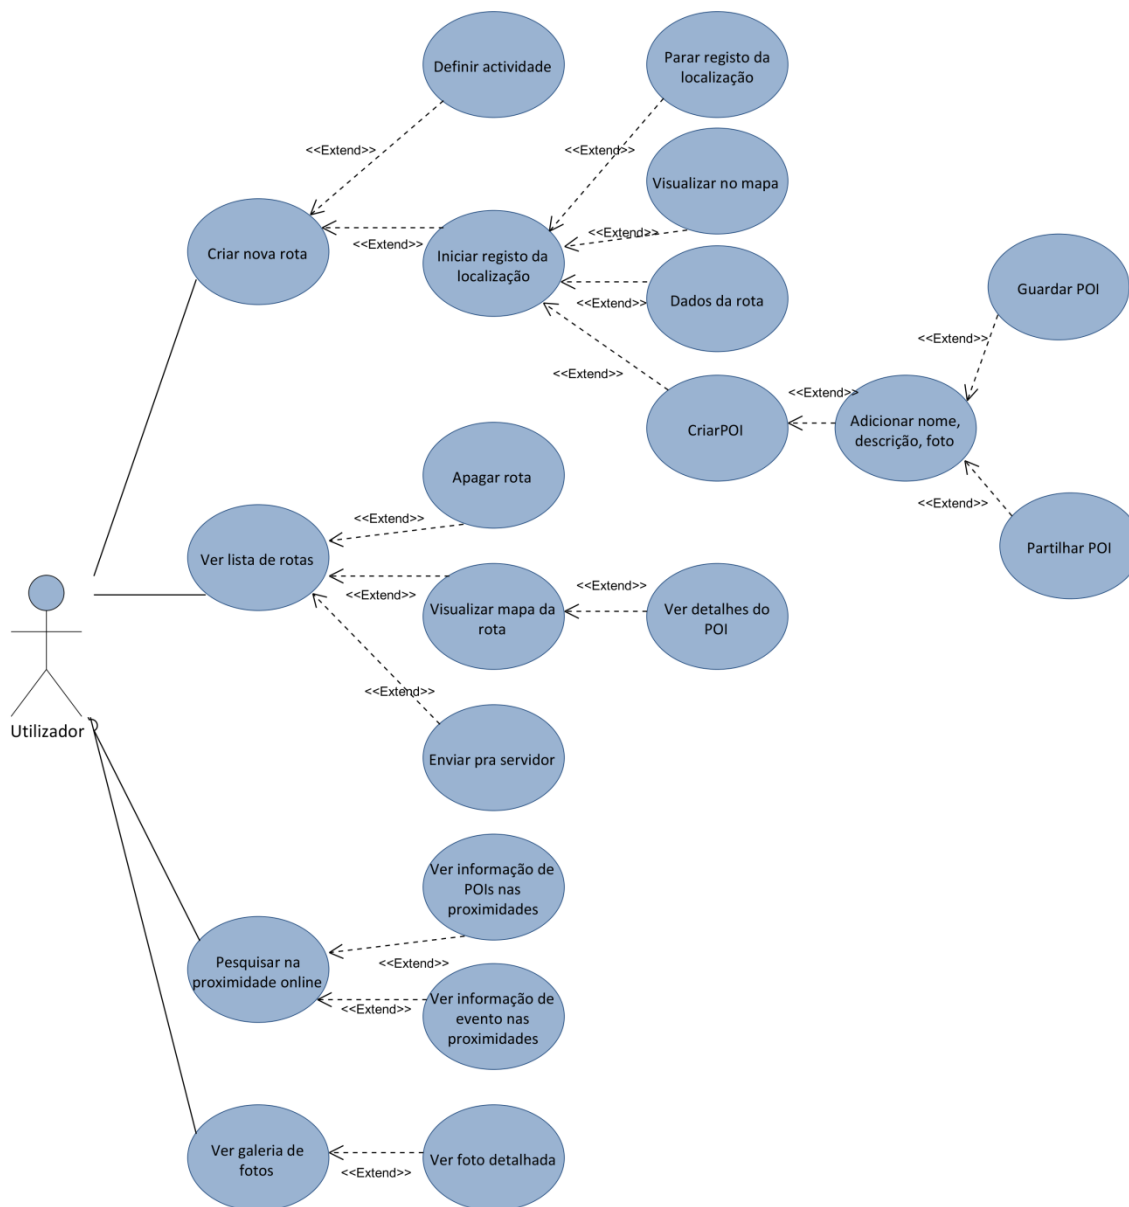 Definir actividade
Parar registo da
localização
<<Extend>>
<<Extend>>
Visualizar no mapa
Criar nova rota
<<Extend>>
Iniciar registo da
localização
<<Extend>>
<<Extend>>
Dados da rota
Guardar POI
<<Extend>>
<<Extend>>
<<Extend>>
CriarPOI
Adicionar nome,
descrição, foto
Apagar rota
<<Extend>>
<<Extend>>
Partilhar POI
Ver lista de rotas
<<Extend>>
Visualizar mapa da
rota
<<Extend>>
Ver detalhes do
POI
<<Extend>>
Utilizador
Enviar pra servidor
Ver informação de
POIs nas
proximidades
Pesquisar na
proximidade online
<<Extend>>
<<Extend>>
Ver informação de
evento nas
proximidades
Ver galeria de
fotos
<<Extend>>
Ver foto detalhada